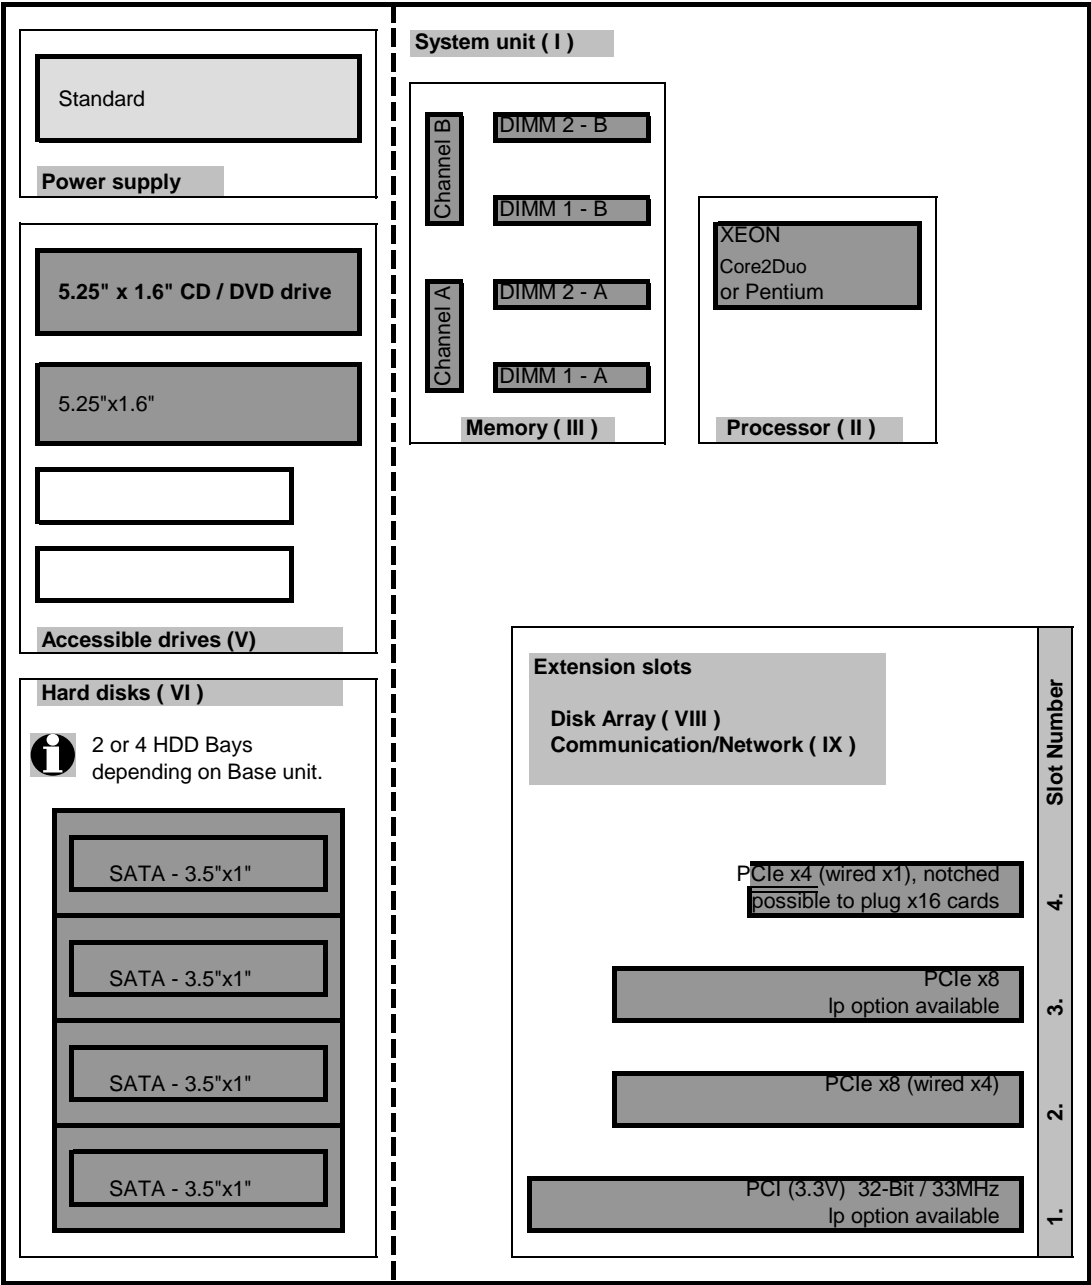 Standard
Power supply
5.25" x 1.6" CD / DVD drive
5.25"x1.6"
Accessible drives (V)
Hard disks ( VI )
2 or 4 HDD Bays
depending on Base unit.
SATA - 3.5"x1"
SATA - 3.5"x1"
SATA - 3.5"x1"
SATA - 3.5"x1"
System unit ( I )
Channel B
DIMM 2 - B
DIMM 1 - B
Channel A
DIMM 2 - A
DIMM 1 - A
Memory ( III )
XEON
Core2Duo
or Pentium
Processor ( II )
Extension slots
Disk Array ( VIII )
Communication/Network ( IX )
Slot Number
PCIe x4 (wired x1), notched
possible to plug x16 cards
4.
PCIe x8
lp option available
3.
PCIe x8 (wired x4)
2.
PCI (3.3V) 32-Bit / 33MHz
lp option available
1.